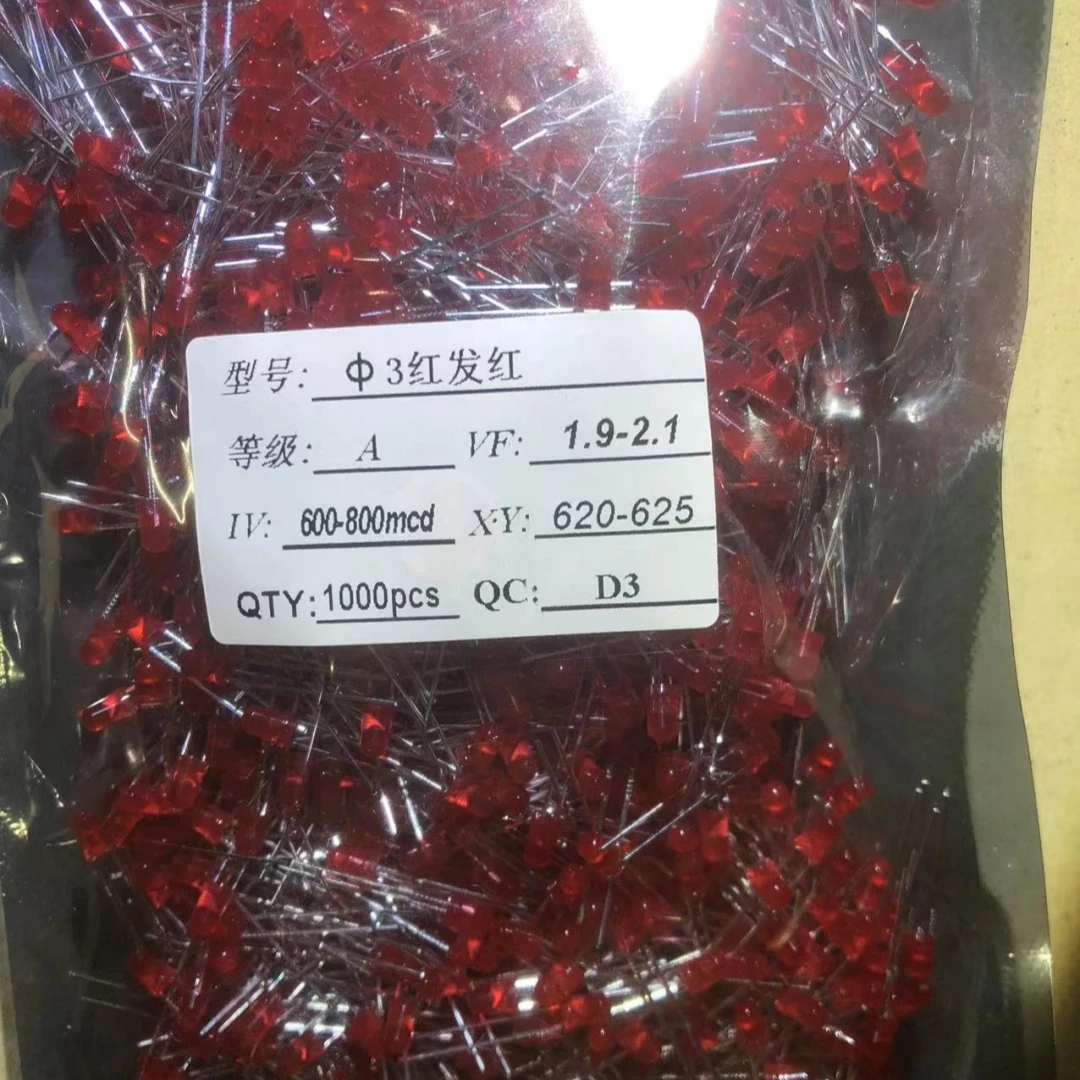 型号: Φ3红发红
等级: A VF: 1.9-2.1
IV: 600-800mcd X·Y: 620-625
QTY: 1000pcs QC: D3